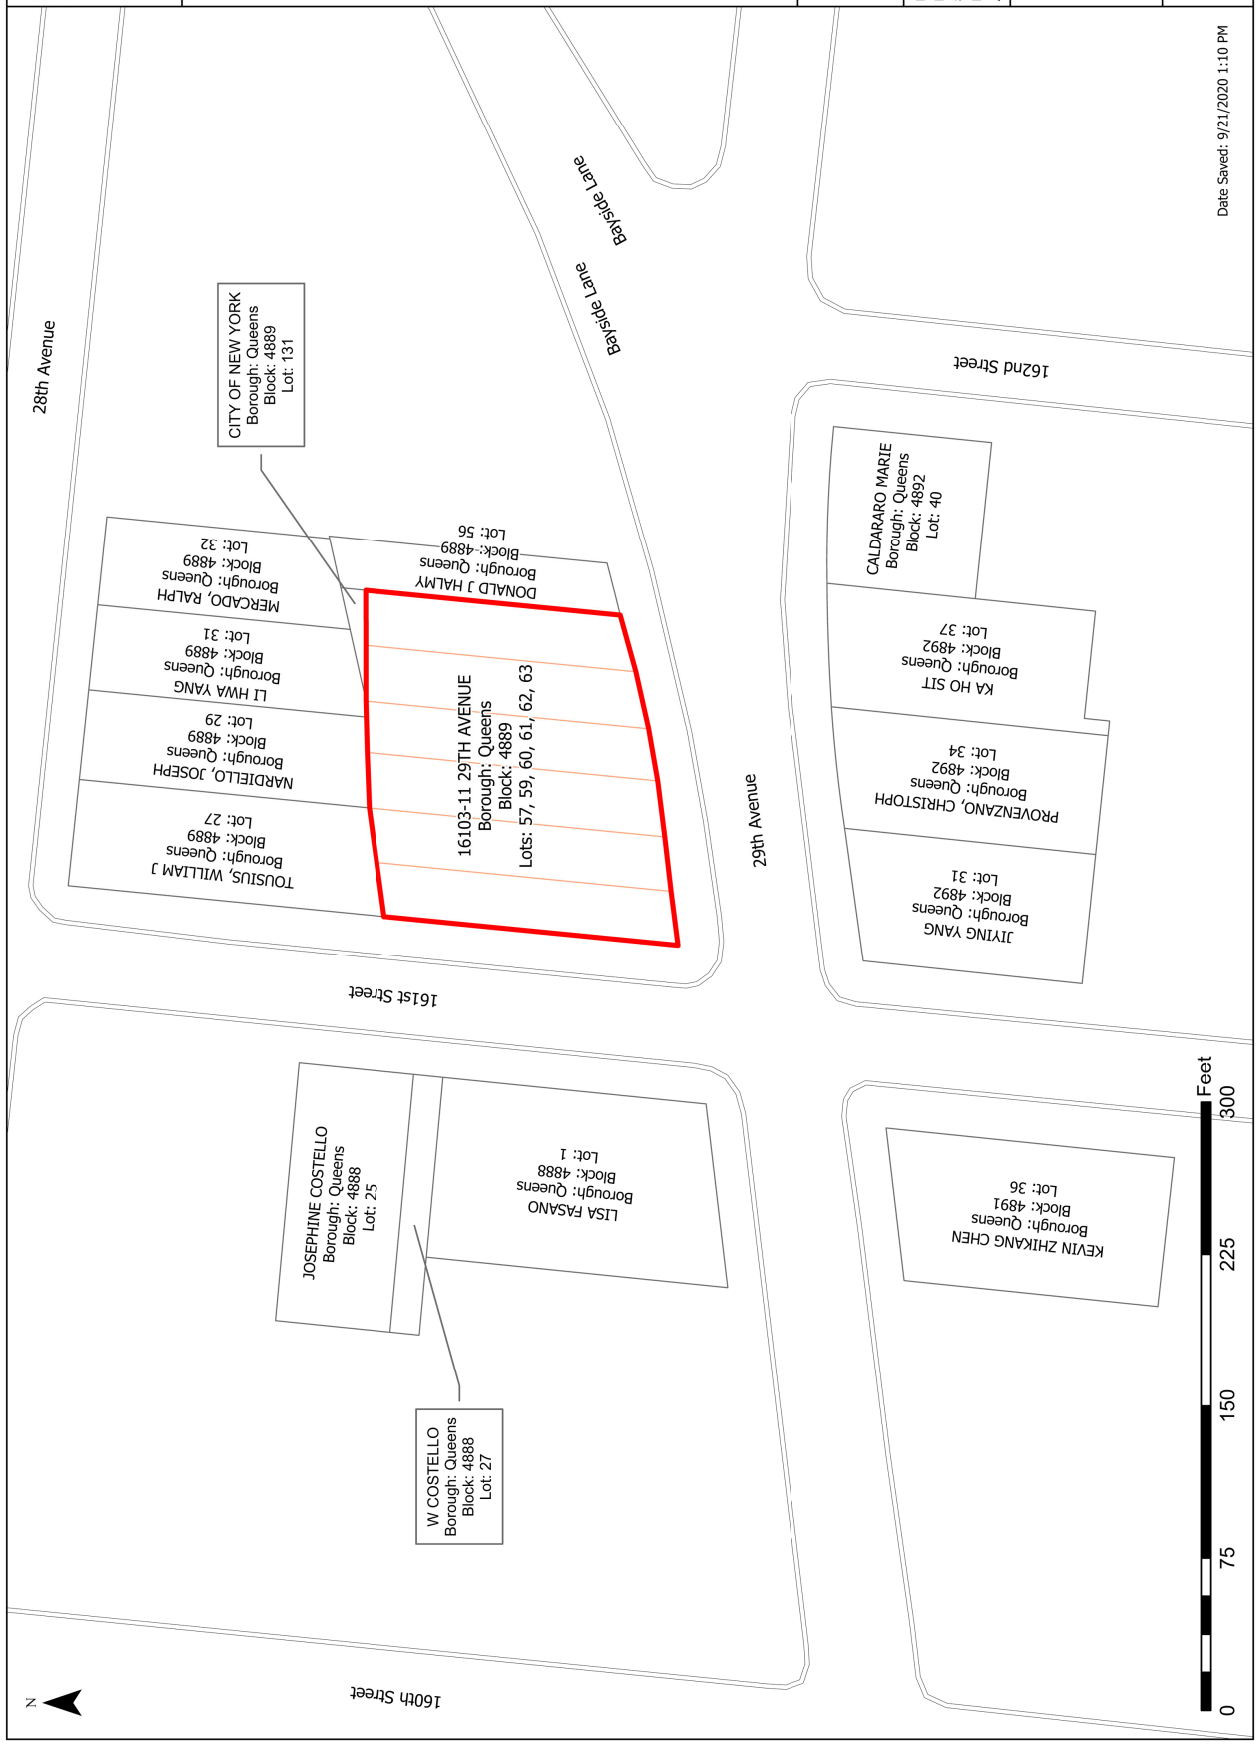 N
28th Avenue
CITY OF NEW YORK
Borough: Queens
Block: 4889
Lot: 131
TOUSIUS, WILLIAM J
Borough: Queens
Block: 4889
Lot: 27
NARDIELLO, JOSEPH
Borough: Queens
Block: 4889
Lot: 29
LI HWA YANG
Borough: Queens
Block: 4889
Lot: 31
MERCADO, RALPH
Borough: Queens
Block: 4889
Lot: 32
DONALD J HALMY
Borough: Queens
Block: 4889
Lot: 56
16103-11 29TH AVENUE
Borough: Queens
Block: 4889
Lots: 57, 59, 60, 61, 62, 63
Bayside Lane
Bayside Lane
161st Street
JOSEPHINE COSTELLO
Borough: Queens
Block: 4888
Lot: 25
W COSTELLO
Borough: Queens
Block: 4888
Lot: 27
LISA FASANO
Borough: Queens
Block: 4888
Lot: 1
160th Street
29th Avenue
162nd Street
KEVIN ZHIKANG CHEN
Borough: Queens
Block: 4891
Lot: 36
JIYING YANG
Borough: Queens
Block: 4892
Lot: 31
PROVENZANO, CHRISTOPH
Borough: Queens
Block: 4892
Lot: 34
KA HO SIT
Borough: Queens
Block: 4892
Lot: 37
CALDARARO MARIE
Borough: Queens
Block: 4892
Lot: 40
Feet
0 75 150 225 300
Date Saved: 9/21/2020 1:10 PM